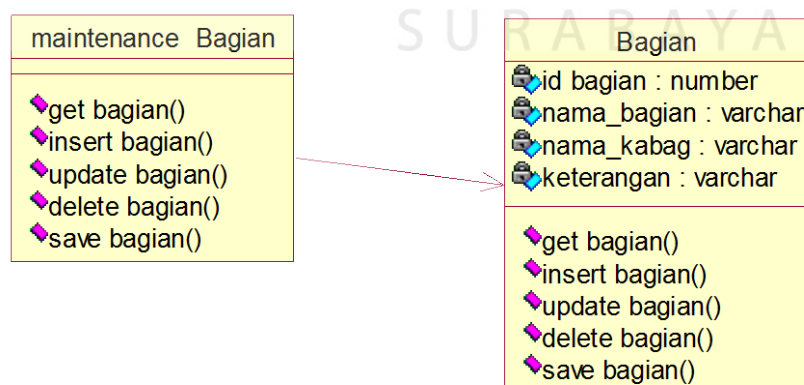 SURABAYA
maintenance Bagian
get bagian()
insert bagian()
update bagian()
delete bagian()
save bagian()
Bagian
id bagian : number
nama_bagian : varchar
nama_kabag : varchar
keterangan : varchar
get bagian()
insert bagian()
update bagian()
delete bagian()
save bagian()